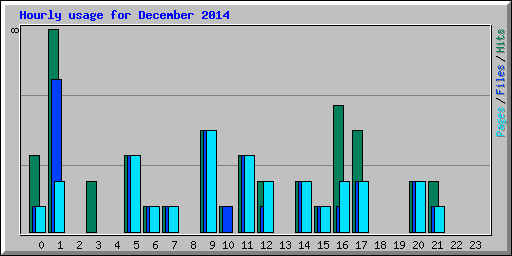 Hourly usage for December 2014
8
Pages/Files/Hits
0 1 2 3 4 5 6 7 8 9 10 11 12 13 14 15 16 17 18 19 20 21 22 23